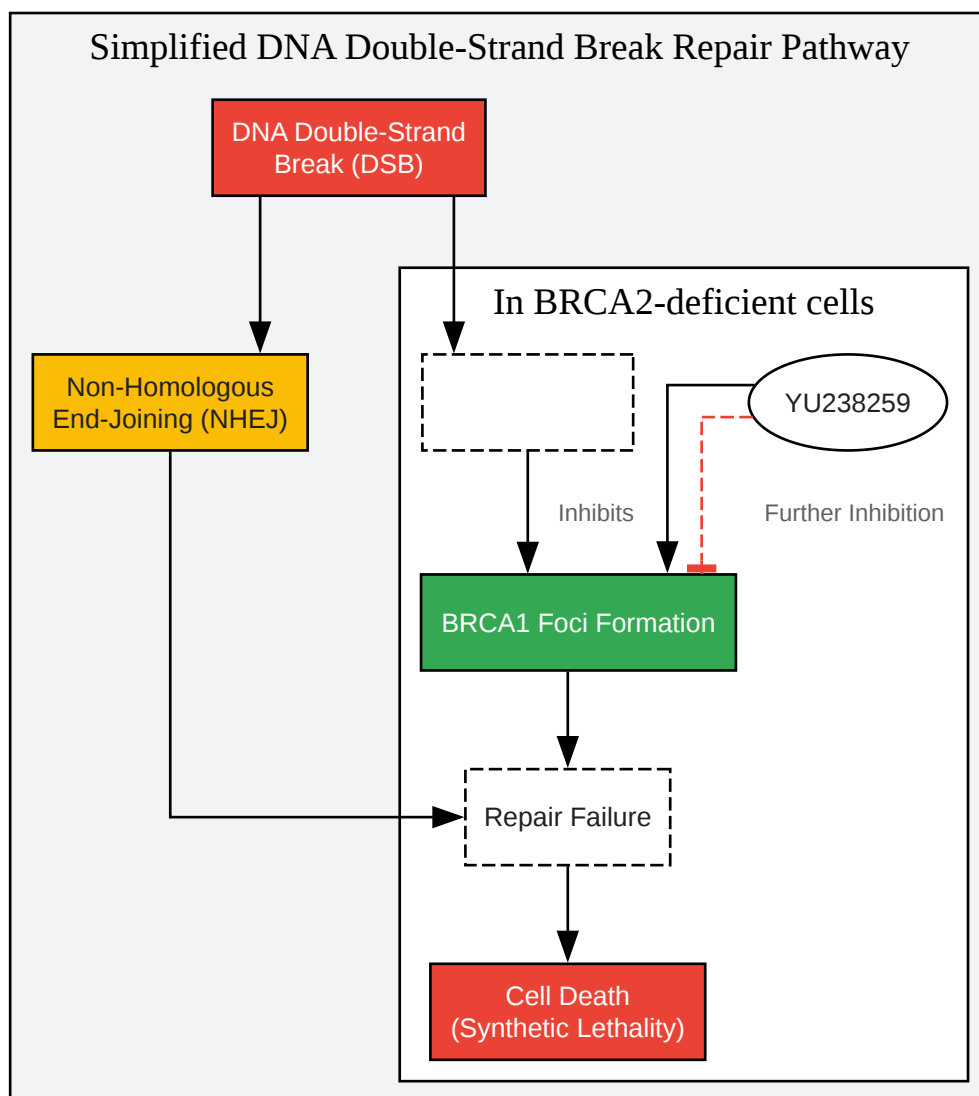 Simplified DNA Double-Strand Break Repair Pathway
DNA Double-Strand
Break (DSB)
In BRCA2-deficient cells
Non-Homologous
End-Joining (NHEJ)
YU238259
Inhibits
Further Inhibition
BRCA1 Foci Formation
Repair Failure
Cell Death
(Synthetic Lethality)